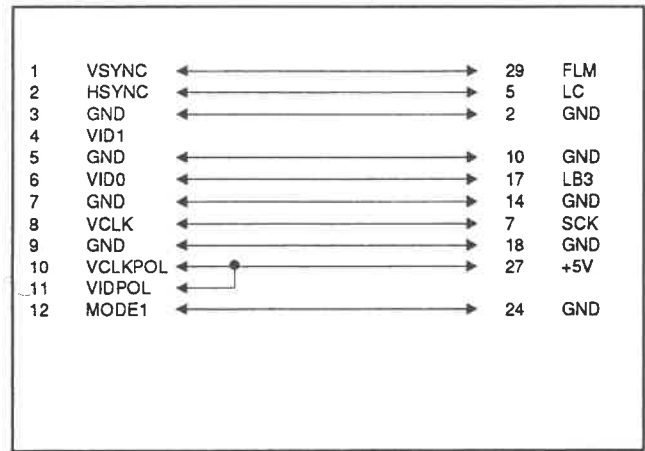 1 VSYNC 29 FLM
2 HSYNC 5 LC
3 GND 2 GND
4 VID1
5 GND 10 GND
6 VID0 17 LB3
7 GND 14 GND
8 VCLK 7 SCK
9 GND 18 GND
10 VCLKPOL 27 +5V
11 VIDPOL
12 MODE1 24 GND